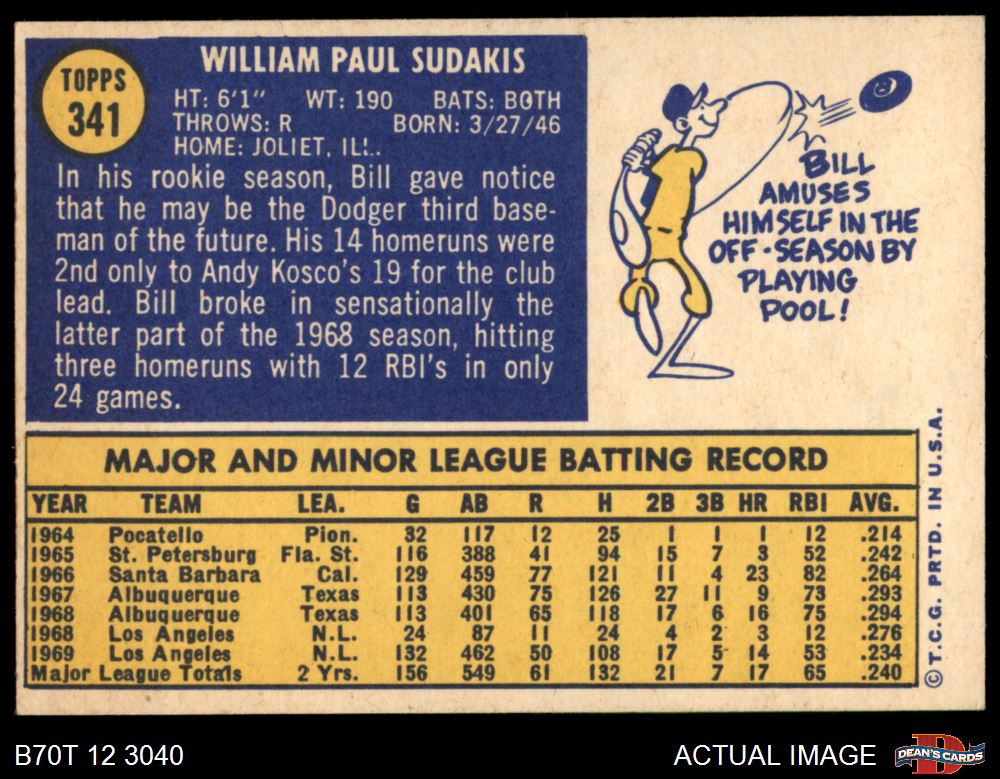 TOPPS
341
WILLIAM PAUL SUDAKIS
HT: 6'1" WT: 190 BATS: BOTH
THROWS: R BORN: 3/27/46
HOME: JOLIET, ILL.
In his rookie season, Bill gave notice
that he may be the Dodger third base-
man of the future. His 14 homeruns were
2nd only to Andy Kosco's 19 for the club
lead. Bill broke in sensationally the
latter part of the 1968 season, hitting
three homeruns with 12 RBI's in only
24 games.
BILL
AMUSES
HIMSELF IN THE
OFF-SEASON BY
PLAYING
POOL!
MAJOR AND MINOR LEAGUE BATTING RECORD
YEAR TEAM LEA. G AB R H 2B 3B HR RBI AVG.
1964 Pocatello Pion. 32 117 12 25 1 1 1 12 .214
1965 St. Petersburg Fla. St. 116 388 41 94 15 7 3 52 .242
1966 Santa Barbara Cal. 129 459 77 121 11 4 23 82 .264
1967 Albuquerque Texas 113 430 75 126 27 11 9 73 .293
1968 Albuquerque Texas 113 401 65 118 17 6 16 75 .294
1968 Los Angeles N.L. 24 87 11 24 4 2 3 12 .276
1969 Los Angeles N.L. 132 462 50 108 17 5 14 53 .234
Major League Totals 2 Yrs. 156 549 61 132 21 7 17 65 .240
© T.C.G. PRTD. IN U.S.A.
B70T 12 3040
ACTUAL IMAGE
DEAN'S CARDS